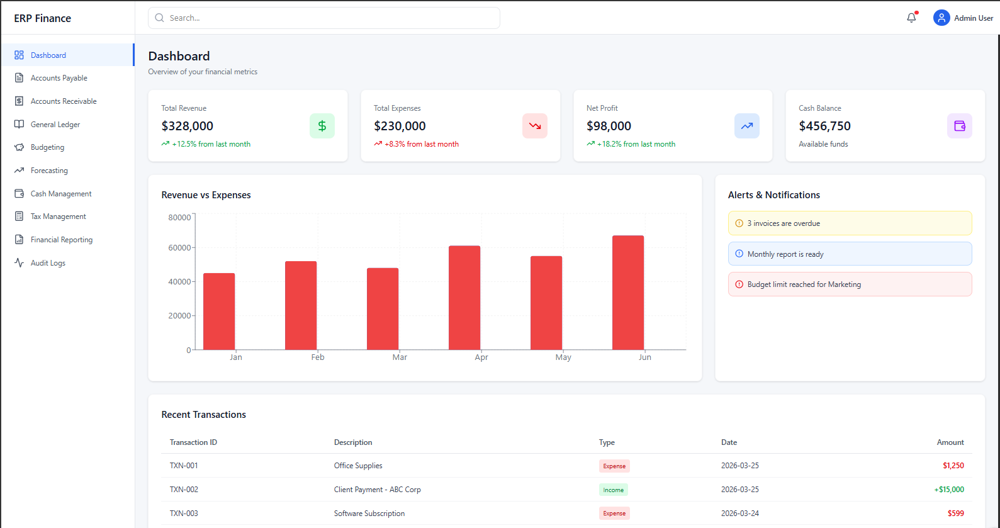 ERP Finance
Search...
Admin User
Dashboard
Accounts Payable
Accounts Receivable
General Ledger
Budgeting
Forecasting
Cash Management
Tax Management
Financial Reporting
Audit Logs
Dashboard
Overview of your financial metrics
Total Revenue
$328,000
+12.5% from last month
Total Expenses
$230,000
+8.3% from last month
Net Profit
$98,000
+18.2% from last month
Cash Balance
$456,750
Available funds
Revenue vs Expenses
80000
60000
40000
20000
0
Jan Feb Mar Apr May Jun
Alerts & Notifications
3 invoices are overdue
Monthly report is ready
Budget limit reached for Marketing
Recent Transactions
Transaction ID Description Type Date Amount
TXN-001 Office Supplies Expense 2026-03-25 $1,250
TXN-002 Client Payment - ABC Corp Income 2026-03-25 +$15,000
TXN-003 Software Subscription Expense 2026-03-24 $599